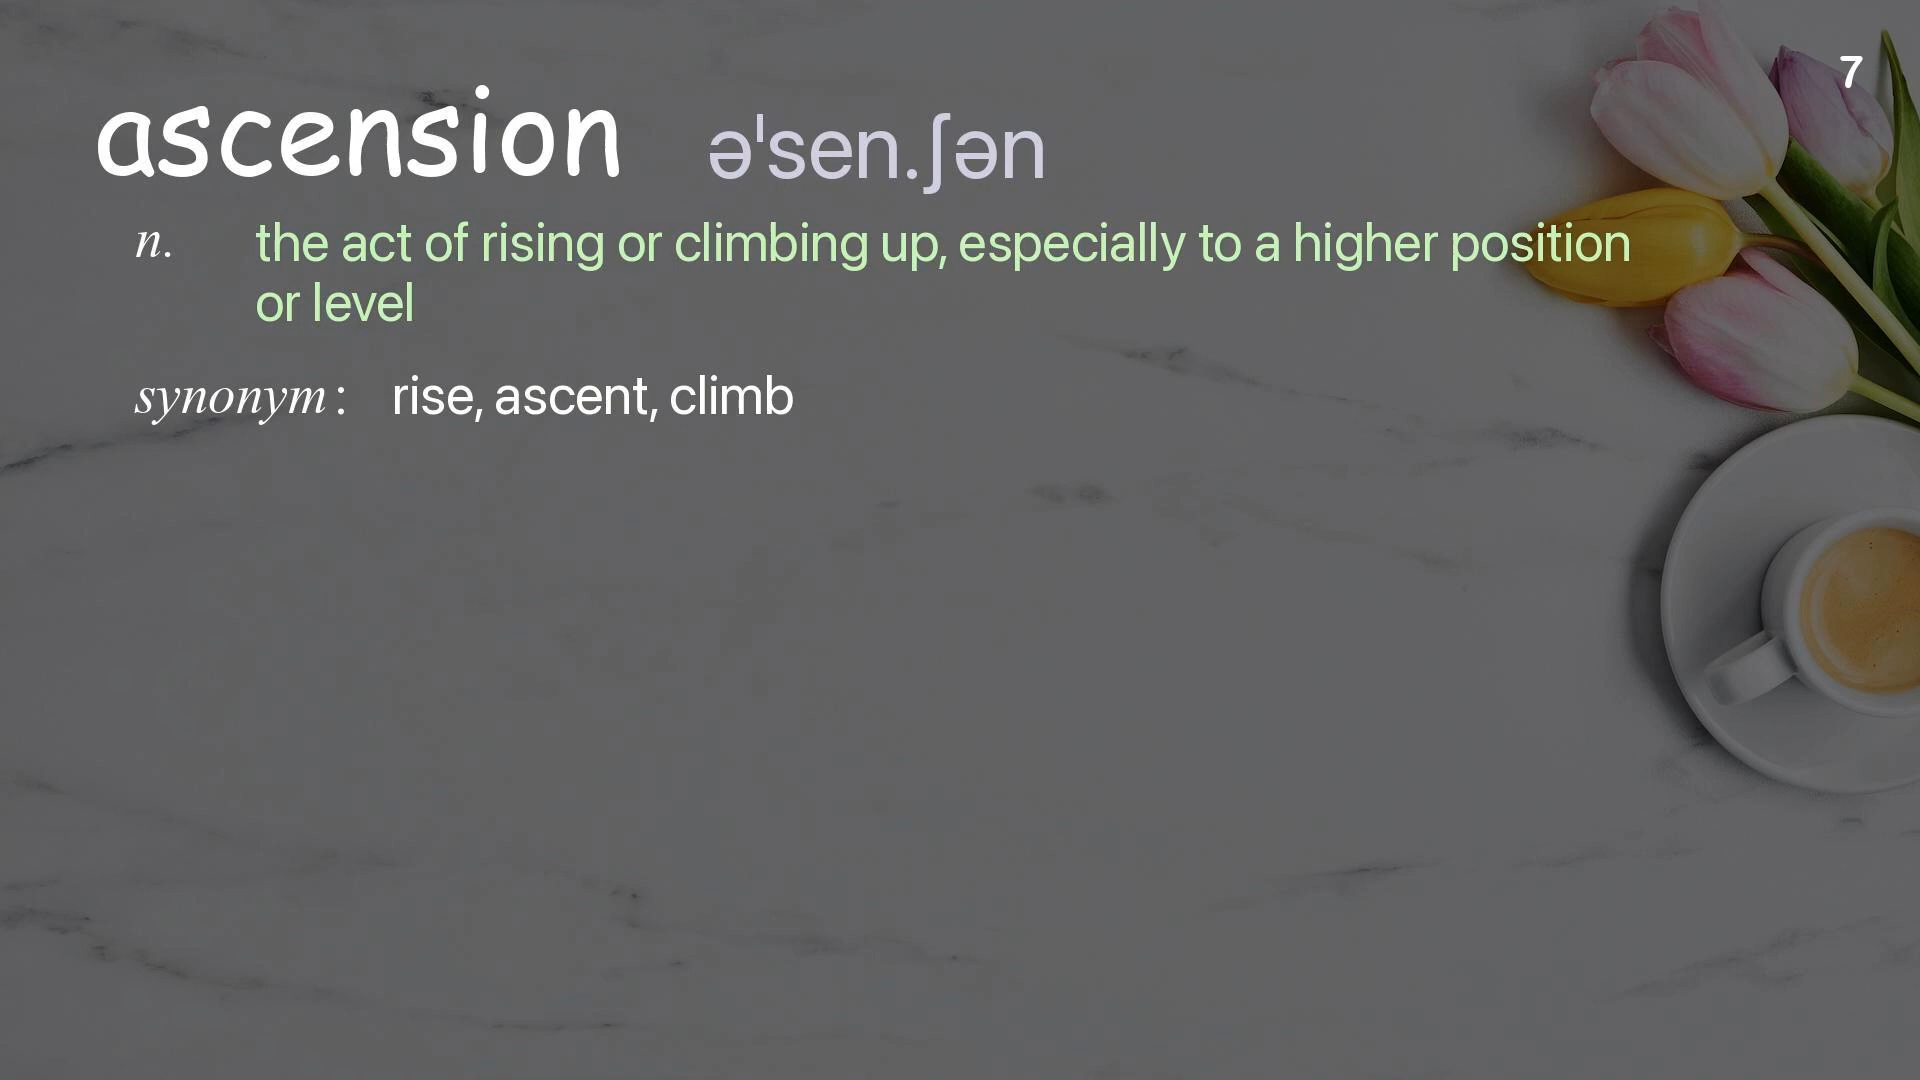 7
ascension əˈsen.ʃən
n. the act of rising or climbing up, especially to a higher position
or level
synonym: rise, ascent, climb